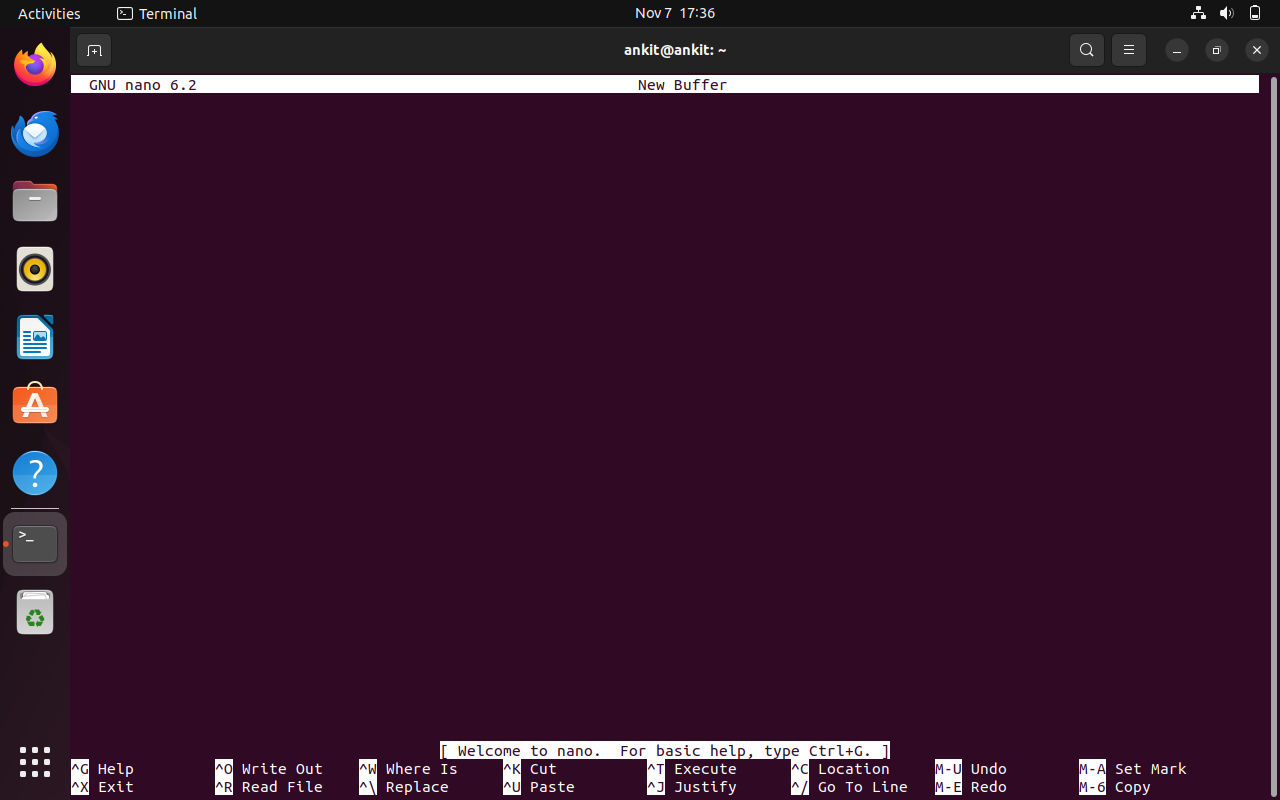 Activities Terminal Nov 7 17:36
ankit@ankit: ~
GNU nano 6.2 New Buffer
>_
?
[ Welcome to nano.  For basic help, type Ctrl+G. ]
^G Help ^O Write Out ^W Where Is ^K Cut ^T Execute ^C Location M-U Undo M-A Set Mark
^X Exit ^R Read File ^\ Replace ^U Paste ^J Justify ^/ Go To Line M-E Redo M-6 Copy